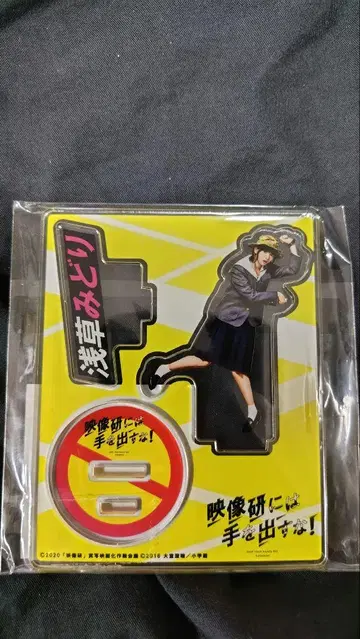 浅草みどり
映像研には
手を出すな!
映像研には
手を出すな!
©2020 「映像研」実写映画化作戦会議 ©2016 大童澄瞳/小学館